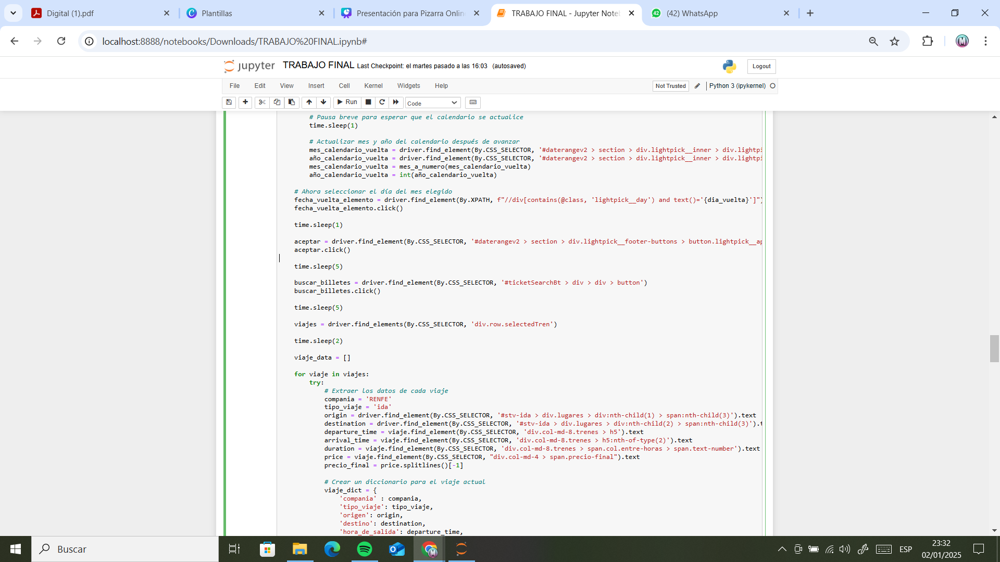 Digital (1).pdf
Plantillas
Presentación para Pizarra Onlin
TRABAJO FINAL - Jupyter Note
42
(42) WhatsApp
localhost:8888/notebooks/Downloads/TRABAJO%20FINAL.ipynb#
jupyter
TRABAJO FINAL Last Checkpoint: el martes pasado a las 16:03 (autosaved)
Logout
File Edit View Insert Cell Kernel Widgets Help
Not Trusted
Python 3 (ipykernel)
Run
Code
# Pausa breve para esperar que el calendario se actualice
time.sleep(1)
# Actualizar mes y año del calendario después de avanzar
mes_calendario_vuelta = driver.find_element(By.CSS_SELECTOR, '#daterangev2 > section > div.lightpick__inner > div.lightpi
año_calendario_vuelta = driver.find_element(By.CSS_SELECTOR, '#daterangev2 > section > div.lightpick__inner > div.lightpi
mes_calendario_vuelta = mes_a_numero(mes_calendario_vuelta)
año_calendario_vuelta = int(año_calendario_vuelta)
# Ahora seleccionar el día del mes elegido
fecha_vuelta_elemento = driver.find_element(By.XPATH, f"//div[contains(@class, 'lightpick__day') and text()='{dia_vuelta}']")
fecha_vuelta_elemento.click()
time.sleep(1)
aceptar = driver.find_element(By.CSS_SELECTOR, '#daterangev2 > section > div.lightpick__footer-buttons > button.lightpick__ap
aceptar.click()
time.sleep(5)
buscar_billetes = driver.find_element(By.CSS_SELECTOR, '#ticketSearchBt > div > div > button')
buscar_billetes.click()
time.sleep(5)
viajes = driver.find_elements(By.CSS_SELECTOR, 'div.row.selectedTren')
time.sleep(2)
viaje_data = []
for viaje in viajes:
try:
# Extraer los datos de cada viaje
compania = 'RENFE'
tipo_viaje = 'ida'
origin = driver.find_element(By.CSS_SELECTOR, '#stv-ida > div.lugares > div:nth-child(1) > span:nth-child(3)').text
destination = driver.find_element(By.CSS_SELECTOR, '#stv-ida > div.lugares > div:nth-child(2) > span:nth-child(3)').t
departure_time = viaje.find_element(By.CSS_SELECTOR, 'div.col-md-8.trenes > h5').text
arrival_time = viaje.find_element(By.CSS_SELECTOR, 'div.col-md-8.trenes > h5:nth-of-type(2)').text
duration = viaje.find_element(By.CSS_SELECTOR, 'div.col-md-8.trenes > span.col.entre-horas > span.text-number').text
price = viaje.find_element(By.CSS_SELECTOR, "div.col-md-4 > span.precio-final").text
precio_final = price.splitlines()[-1]
# Crear un diccionario para el viaje actual
viaje_dict = {
'compania' : compania,
'tipo_viaje': tipo_viaje,
'origen': origin,
'destino': destination,
'hora_de_salida': departure_time,
Buscar
ESP
23:32
02/01/2025